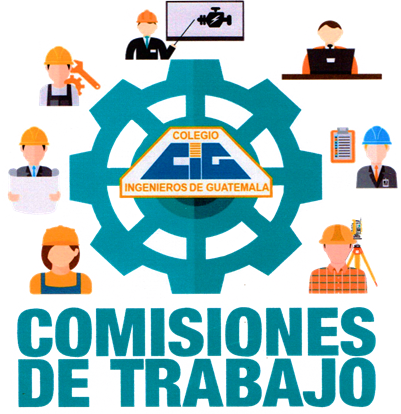 COLEGIO
CIG
INGENIEROS DE GUATEMALA
COMISIONES
DE TRABAJO